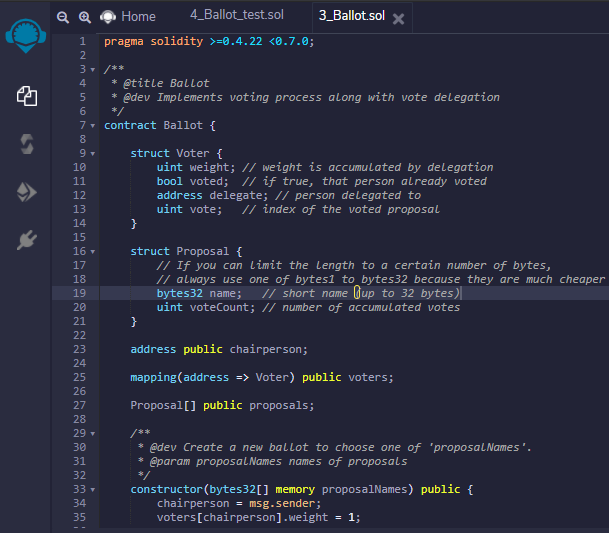 Home
4_Ballot_test.sol
3_Ballot.sol
1 pragma solidity >=0.4.22 <0.7.0;
2
3 /**
4  * @title Ballot
5  * @dev Implements voting process along with vote delegation
6  */
7 contract Ballot {
8
9     struct Voter {
10         uint weight; // weight is accumulated by delegation
11         bool voted;  // if true, that person already voted
12         address delegate; // person delegated to
13         uint vote;   // index of the voted proposal
14     }
15
16     struct Proposal {
17         // If you can limit the length to a certain number of bytes,
18         // always use one of bytes1 to bytes32 because they are much cheaper
19         bytes32 name;   // short name (up to 32 bytes)
20         uint voteCount; // number of accumulated votes
21     }
22
23     address public chairperson;
24
25     mapping(address => Voter) public voters;
26
27     Proposal[] public proposals;
28
29     /**
30      * @dev Create a new ballot to choose one of 'proposalNames'.
31      * @param proposalNames names of proposals
32      */
33     constructor(bytes32[] memory proposalNames) public {
34         chairperson = msg.sender;
35         voters[chairperson].weight = 1;